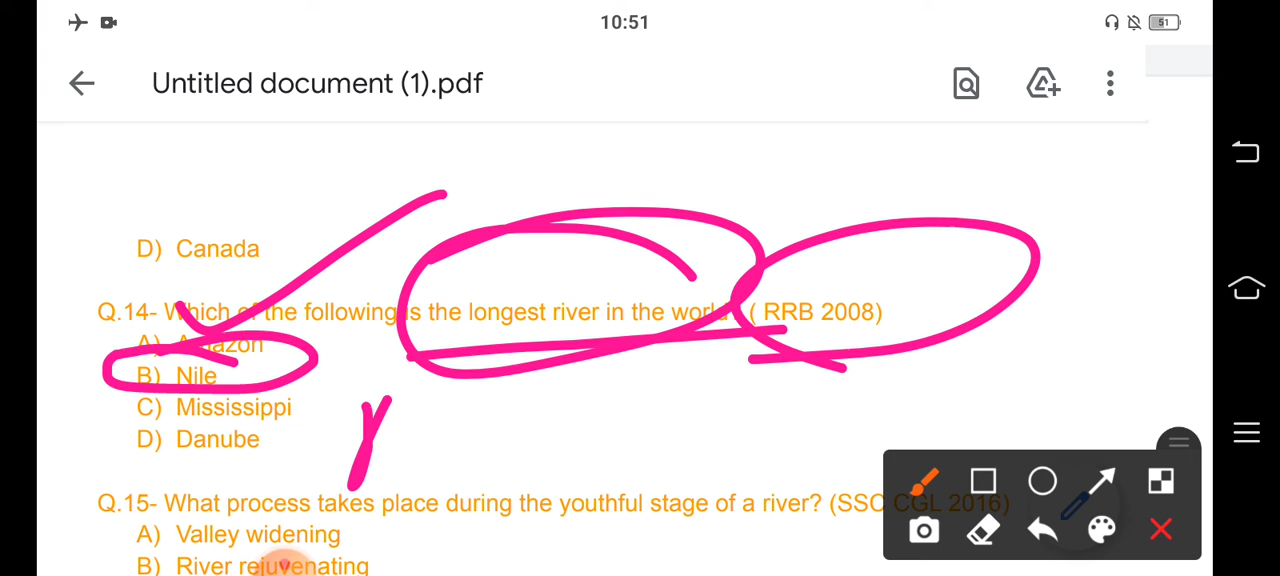 10:51
51
Untitled document (1).pdf
D) Canada
Q.14- Which of the following is the longest river in the world? ( RRB 2008)
A) Amazon
B) Nile
C) Mississippi
D) Danube
Q.15- What process takes place during the youthful stage of a river? (SSC CGL 2016)
A) Valley widening
B) River rejuvenating